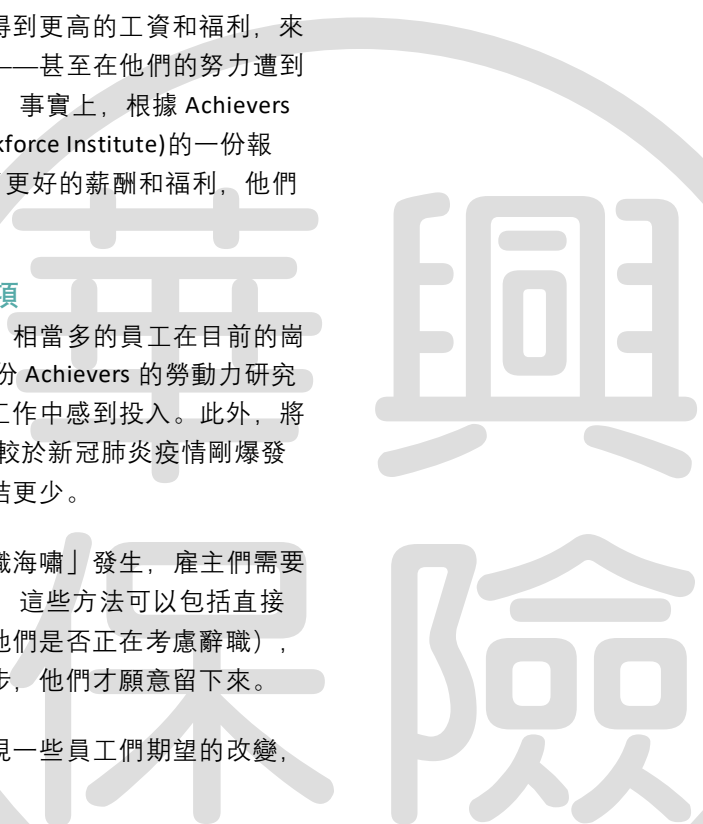 得到更高的工資和福利，來
——甚至在他們的努力遭到
事實上，根據 Achievers
kforce Institute)的一份報
更好的薪酬和福利，他們
項
相當多的員工在目前的崗
份 Achievers 的勞動力研究
工作中感到投入。此外，將
較於新冠肺炎疫情剛爆發
結更少。
職海嘯」發生，雇主們需要
這些方法可以包括直接
他們是否正在考慮辭職），
步，他們才願意留下來。
現一些員工們期望的改變，
華興
保險